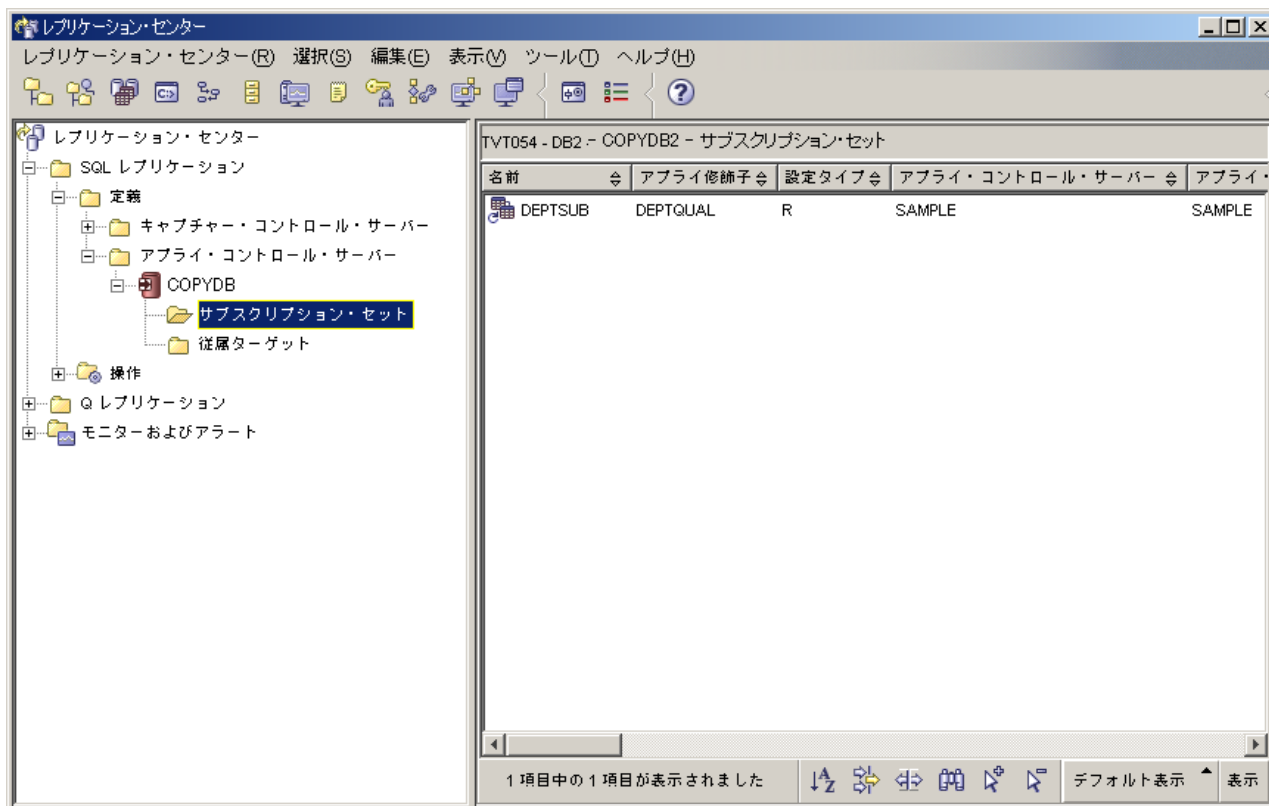 レプリケーション・センター
レプリケーション・センター(R) 選択(S) 編集(E) 表示(V) ツール(T) ヘルプ(H)
レプリケーション・センター
SQL レプリケーション
定義
キャプチャー・コントロール・サーバー
アプライ・コントロール・サーバー
COPYDB
サブスクリプション・セット
従属ターゲット
操作
Q レプリケーション
モニターおよびアラート
TVT054 - DB2 - COPYDB2 - サブスクリプション・セット
名前 アプライ修飾子 設定タイプ アプライ・コントロール・サーバー アプライ・
DEPTSUB DEPTQUAL R SAMPLE SAMPLE
1 項目中の 1 項目が表示されました デフォルト表示 表示